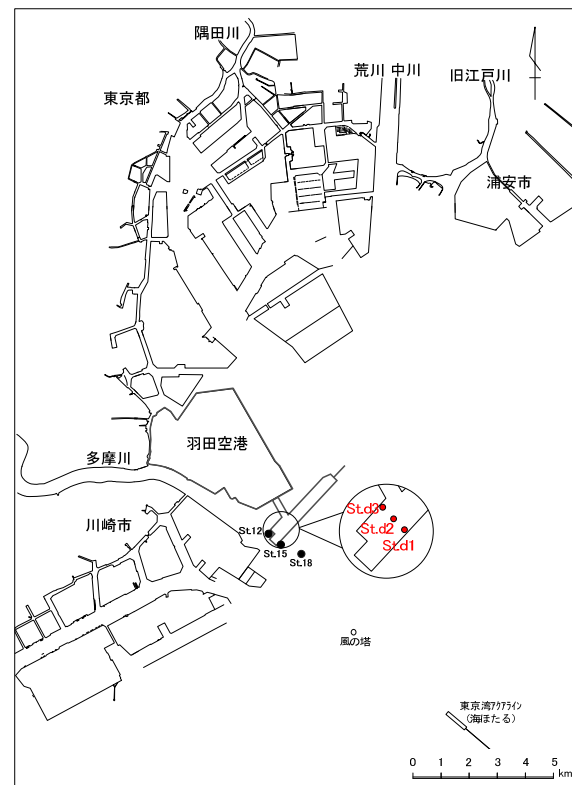 隅田川
荒川 中川
旧江戸川
東京都
浦安市
羽田空港
多摩川
川崎市
St.12
St.15
St.18
St.d3
St.d2
St.d1
風の塔
東京湾アクアライン
(海ほたる)
0 1 2 3 4 5
km